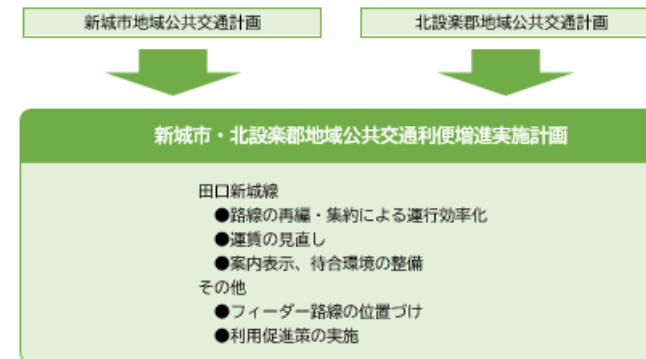 新城市地域公共交通計画
北設楽郡地域公共交通計画
新城市・北設楽郡地域公共交通利便増進実施計画
田口新城線
●路線の再編・集約による運行効率化
●運賃の見直し
●案内表示、待合環境の整備
その他
●フィーダー路線の位置づけ
●利用促進策の実施